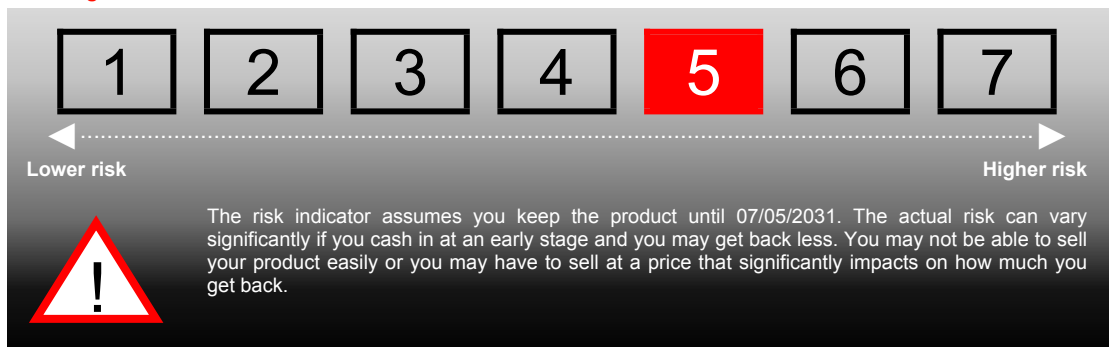 1 2 3 4 5 6 7
Lower risk Higher risk
The risk indicator assumes you keep the product until 07/05/2031. The actual risk can vary
significantly if you cash in at an early stage and you may get back less. You may not be able to sell
your product easily or you may have to sell at a price that significantly impacts on how much you
get back.
!